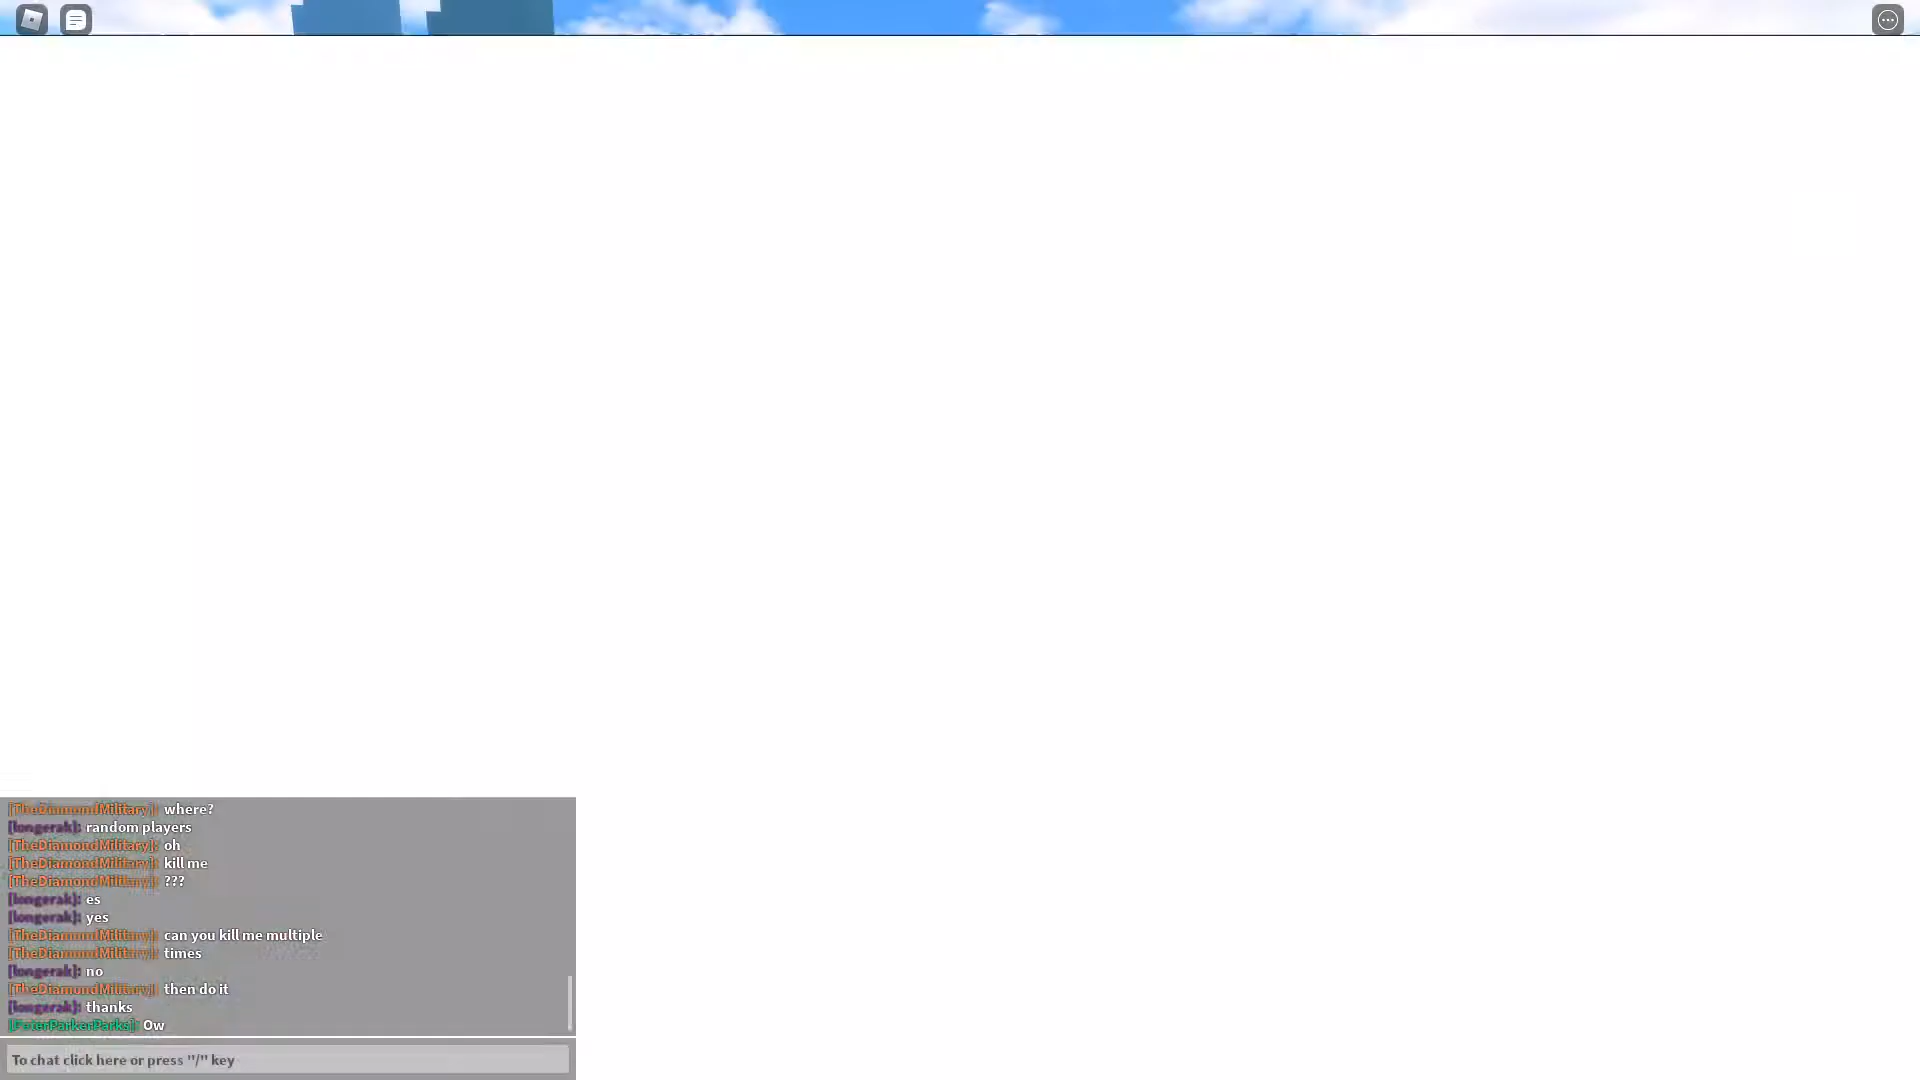 [TheDiamondMilitary]: where?
[longerak]: random players
[TheDiamondMilitary]: oh
[TheDiamondMilitary]: kill me
[TheDiamondMilitary]: ???
[longerak]: es
[longerak]: yes
[TheDiamondMilitary]: can you kill me multiple
[TheDiamondMilitary]: times
[longerak]: no
[TheDiamondMilitary]: then do it
[longerak]: thanks
[PeterParkerParks]: Ow
To chat click here or press "/" key